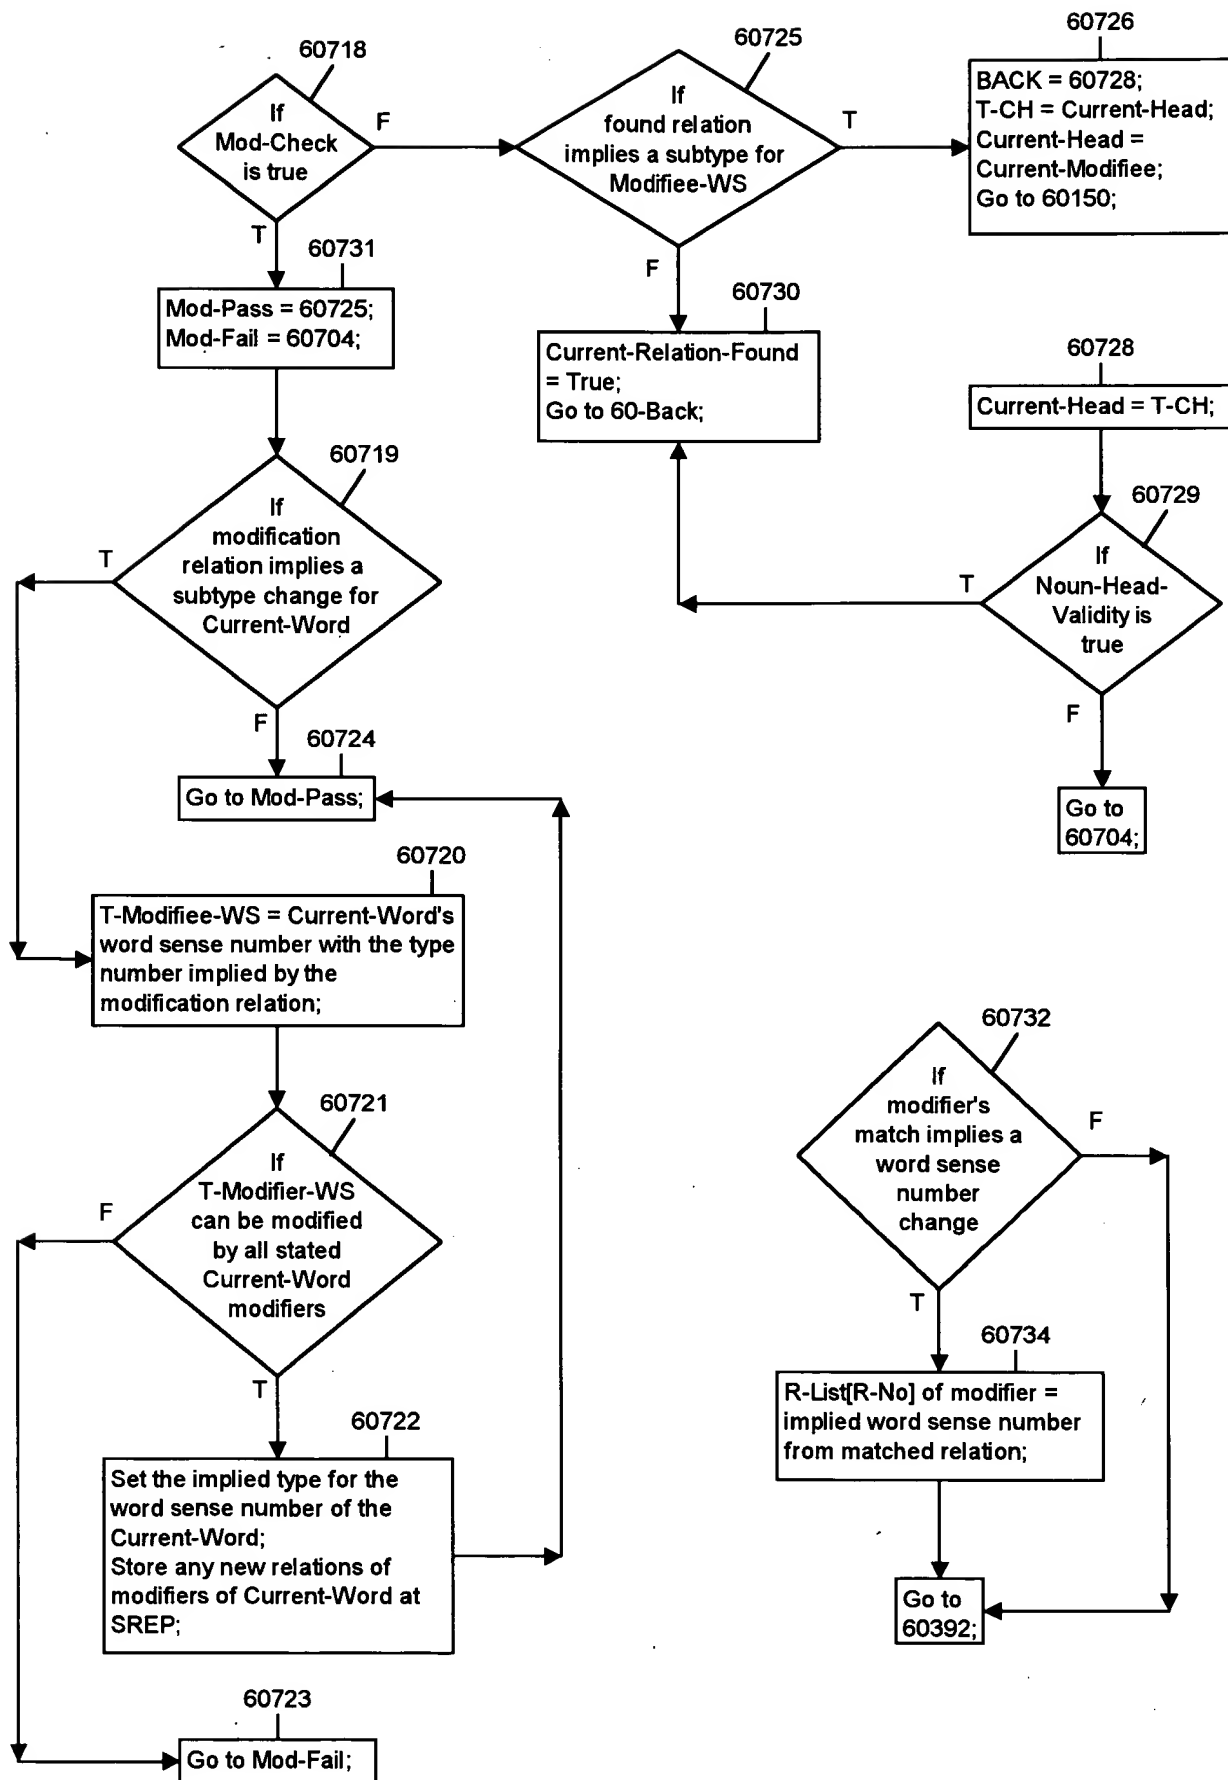 60718
If
Mod-Check
is true
F
T
60725
If
found relation
implies a subtype for
Modifiee-WS
T
F
60726
BACK = 60728;
T-CH = Current-Head;
Current-Head =
Current-Modifiee;
Go to 60150;
60731
Mod-Pass = 60725;
Mod-Fail = 60704;
60730
Current-Relation-Found
= True;
Go to 60-Back;
60728
Current-Head = T-CH;
60719
If
modification
relation implies a
subtype change for
Current-Word
T
F
60729
If
Noun-Head-
Validity is
true
T
F
60724
Go to Mod-Pass;
Go to
60704;
60720
T-Modifiee-WS = Current-Word's
word sense number with the type
number implied by the
modification relation;
60721
If
T-Modifier-WS
can be modified
by all stated
Current-Word
modifiers
F
T
60732
If
modifier's
match implies a
word sense
number
change
F
T
60722
Set the implied type for the
word sense number of the
Current-Word;
Store any new relations of
modifiers of Current-Word at
SREP;
60734
R-List[R-No] of modifier =
implied word sense number
from matched relation;
Go to
60392;
60723
Go to Mod-Fail;